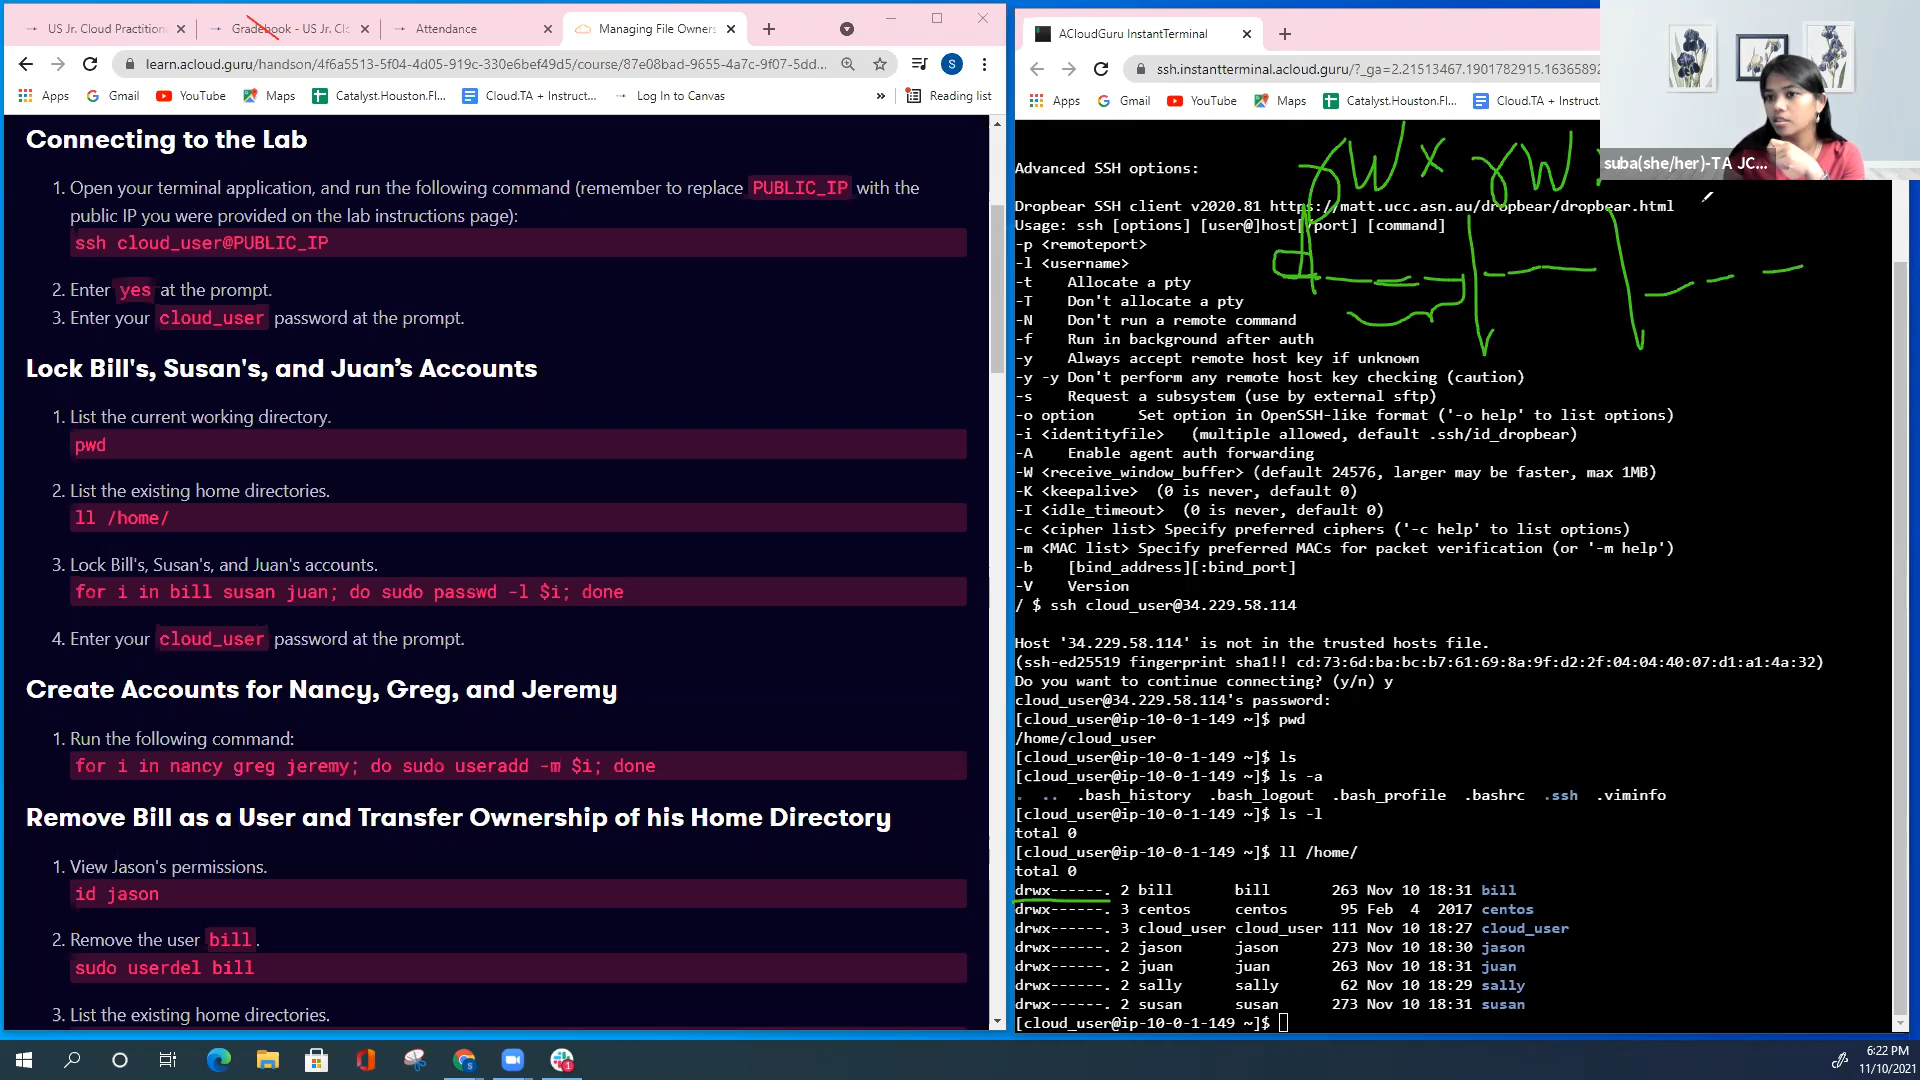 US Jr. Cloud Practition
Gradebook - US Jr. Cl
Attendance
Managing File Owners
learn.acloud.guru/handson/4f6a5513-5f04-4d05-919c-330e6bef49d5/course/87e08bad-9655-4a7c-9f07-5dd...
S
Apps
Gmail
YouTube
Maps
Catalyst.Houston.Fl...
Cloud.TA + Instruct...
Log In to Canvas
»
Reading list
Connecting to the Lab
1. Open your terminal application, and run the following command (remember to replace PUBLIC_IP with the
public IP you were provided on the lab instructions page):
ssh cloud_user@PUBLIC_IP
2. Enter yes at the prompt.
3. Enter your cloud_user password at the prompt.
Lock Bill's, Susan's, and Juan’s Accounts
1. List the current working directory.
pwd
2. List the existing home directories.
ll /home/
3. Lock Bill's, Susan's, and Juan's accounts.
for i in bill susan juan; do sudo passwd -l $i; done
4. Enter your cloud_user password at the prompt.
Create Accounts for Nancy, Greg, and Jeremy
1. Run the following command:
for i in nancy greg jeremy; do sudo useradd -m $i; done
Remove Bill as a User and Transfer Ownership of his Home Directory
1. View Jason's permissions.
id jason
2. Remove the user bill.
sudo userdel bill
3. List the existing home directories.
ACloudGuru InstantTerminal
ssh.instantterminal.acloud.guru/?_ga=2.21513467.1901782915.16365892
Apps
Gmail
YouTube
Maps
Catalyst.Houston.Fl...
Cloud.TA + Instruct
suba(she/her)-TA JC...
rwx rw
d
Advanced SSH options:
Dropbear SSH client v2020.81 https://matt.ucc.asn.au/dropbear/dropbear.html
Usage: ssh [options] [user@]host[/port] [command]
-p <remoteport>
-l <username>
-t Allocate a pty
-T Don't allocate a pty
-N Don't run a remote command
-f Run in background after auth
-y Always accept remote host key if unknown
-y -y Don't perform any remote host key checking (caution)
-s Request a subsystem (use by external sftp)
-o option Set option in OpenSSH-like format ('-o help' to list options)
-i <identityfile> (multiple allowed, default .ssh/id_dropbear)
-A Enable agent auth forwarding
-W <receive_window_buffer> (default 24576, larger may be faster, max 1MB)
-K <keepalive> (0 is never, default 0)
-I <idle_timeout> (0 is never, default 0)
-c <cipher list> Specify preferred ciphers ('-c help' to list options)
-m <MAC list> Specify preferred MACs for packet verification (or '-m help')
-b [bind_address][:bind_port]
-V Version
/ $ ssh cloud_user@34.229.58.114
Host '34.229.58.114' is not in the trusted hosts file.
(ssh-ed25519 fingerprint sha1!! cd:73:6d:ba:bc:b7:61:69:8a:9f:d2:2f:04:04:40:07:d1:a1:4a:32)
Do you want to continue connecting? (y/n) y
cloud_user@34.229.58.114's password:
[cloud_user@ip-10-0-1-149 ~]$ pwd
/home/cloud_user
[cloud_user@ip-10-0-1-149 ~]$ ls
[cloud_user@ip-10-0-1-149 ~]$ ls -a
. .. .bash_history .bash_logout .bash_profile .bashrc .ssh .viminfo
[cloud_user@ip-10-0-1-149 ~]$ ls -l
total 0
[cloud_user@ip-10-0-1-149 ~]$ ll /home/
total 0
drwx------. 2 bill bill 263 Nov 10 18:31 bill
drwx------. 3 centos centos 95 Feb 4 2017 centos
drwx------. 3 cloud_user cloud_user 111 Nov 10 18:27 cloud_user
drwx------. 2 jason jason 273 Nov 10 18:30 jason
drwx------. 2 juan juan 263 Nov 10 18:31 juan
drwx------. 2 sally sally 62 Nov 10 18:29 sally
drwx------. 2 susan susan 273 Nov 10 18:31 susan
[cloud_user@ip-10-0-1-149 ~]$
6:22 PM
11/10/2021